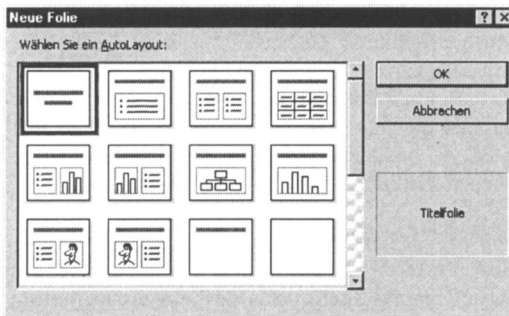 Neue Folie
Wählen Sie ein AutoLayout:
OK
Abbrechen
Titelfolie